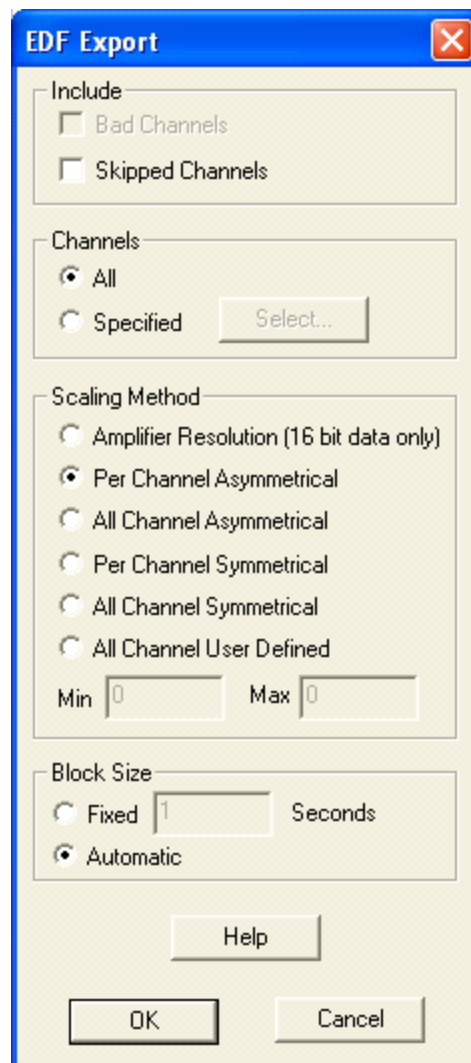 EDF Export
Include
Bad Channels
Skipped Channels
Channels
All
Specified Select...
Scaling Method
Amplifier Resolution (16 bit data only)
Per Channel Asymmetrical
All Channel Asymmetrical
Per Channel Symmetrical
All Channel Symmetrical
All Channel User Defined
Min 0 Max 0
Block Size
Fixed 1 Seconds
Automatic
Help
OK Cancel